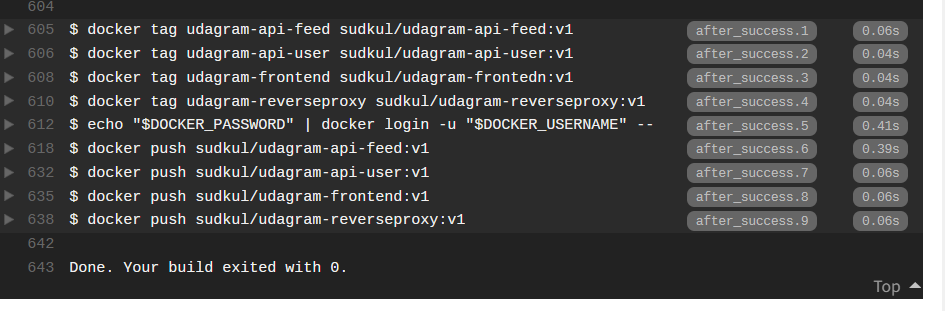 604
605 $ docker tag udagram-api-feed sudkul/udagram-api-feed:v1 after_success.1 0.06s
606 $ docker tag udagram-api-user sudkul/udagram-api-user:v1 after_success.2 0.04s
608 $ docker tag udagram-frontend sudkul/udagram-frontedn:v1 after_success.3 0.04s
610 $ docker tag udagram-reverseproxy sudkul/udagram-reverseproxy:v1 after_success.4 0.04s
612 $ echo "$DOCKER_PASSWORD" | docker login -u "$DOCKER_USERNAME" -- after_success.5 0.41s
618 $ docker push sudkul/udagram-api-feed:v1 after_success.6 0.39s
632 $ docker push sudkul/udagram-api-user:v1 after_success.7 0.06s
635 $ docker push sudkul/udagram-frontend:v1 after_success.8 0.06s
638 $ docker push sudkul/udagram-reverseproxy:v1 after_success.9 0.06s
642
643 Done. Your build exited with 0.
Top